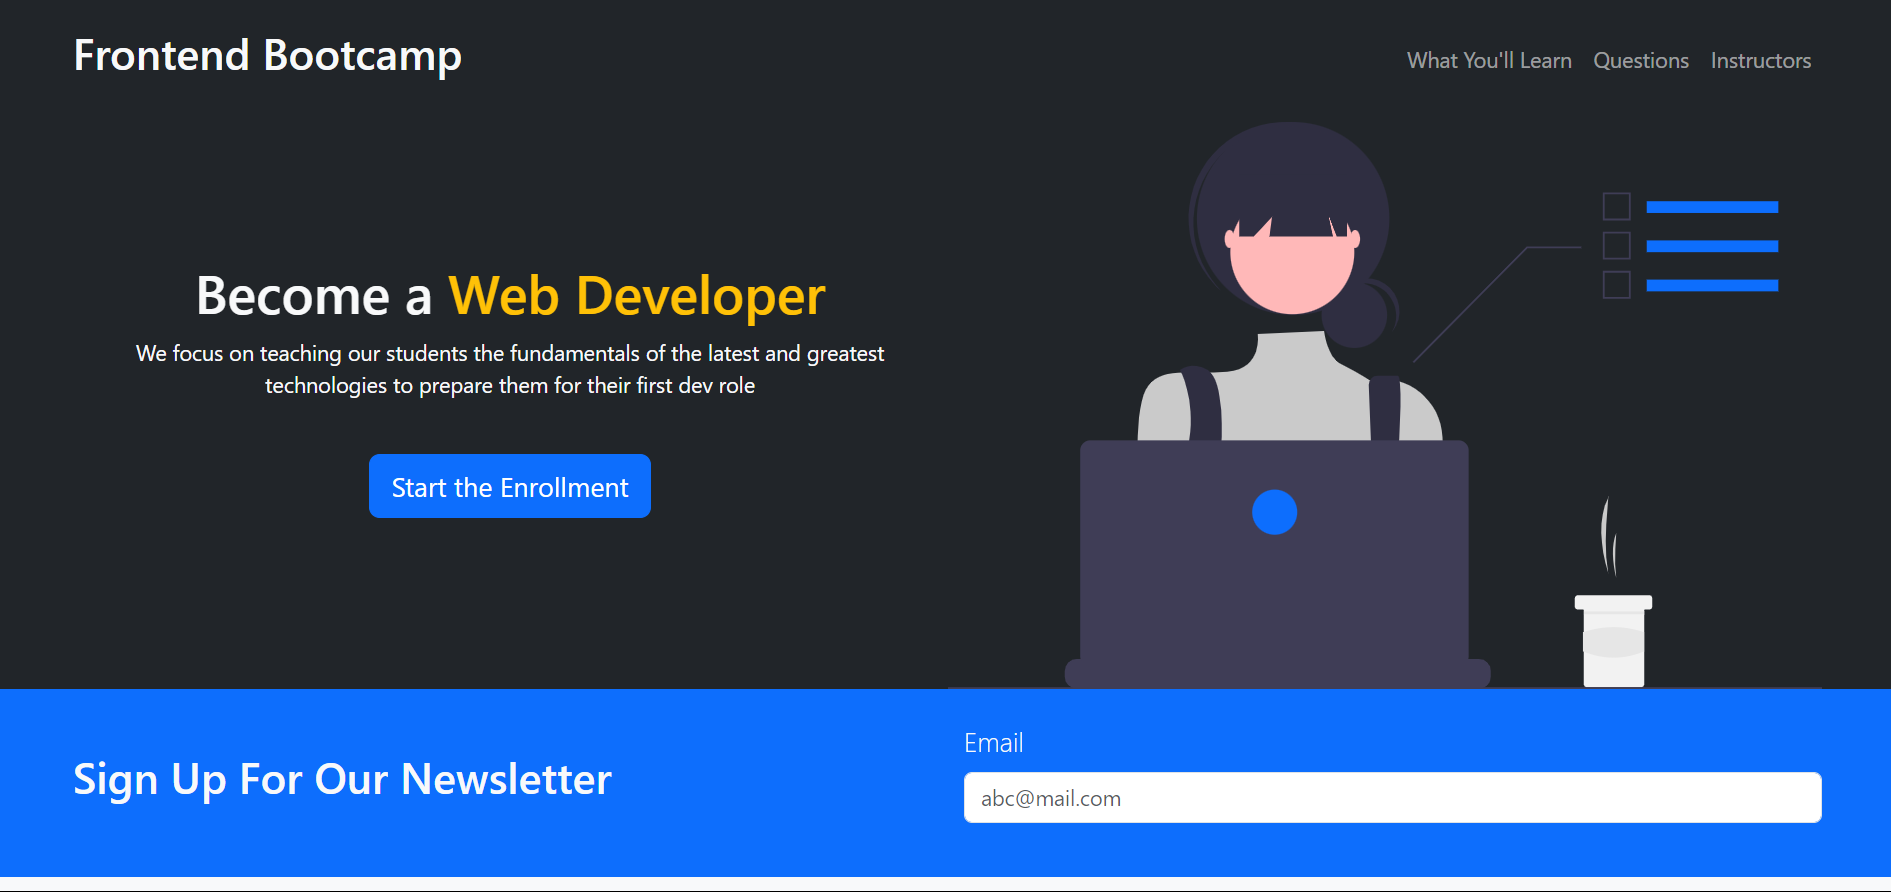 Frontend Bootcamp
What You'll Learn Questions Instructors
Become a Web Developer
We focus on teaching our students the fundamentals of the latest and greatest
technologies to prepare them for their first dev role
Start the Enrollment
Sign Up For Our Newsletter
Email
abc@mail.com